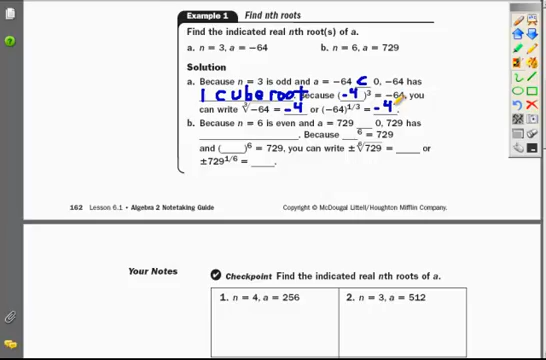 Example 1 Find nth roots
Find the indicated real nth root(s) of a.
a. n = 3, a = −64 b. n = 6, a = 729
Solution
a. Because n = 3 is odd and a = −64 < 0, −64 has
1 cube root. Because (-4)³ = −64, you
can write ∛−64 = -4 or (−64)^1/3 = -4.
b. Because n = 6 is even and a = 729 ___ 0, 729 has
____________. Because ___⁶ = 729
and (____)⁶ = 729, you can write ±⁶√729 = ____ or
±729^1/6 = ____.
162 Lesson 6.1 • Algebra 2 Notetaking Guide Copyright © McDougal Littell/Houghton Mifflin Company.
Your Notes Checkpoint Find the indicated real nth roots of a.
1. n = 4, a = 256 2. n = 3, a = 512